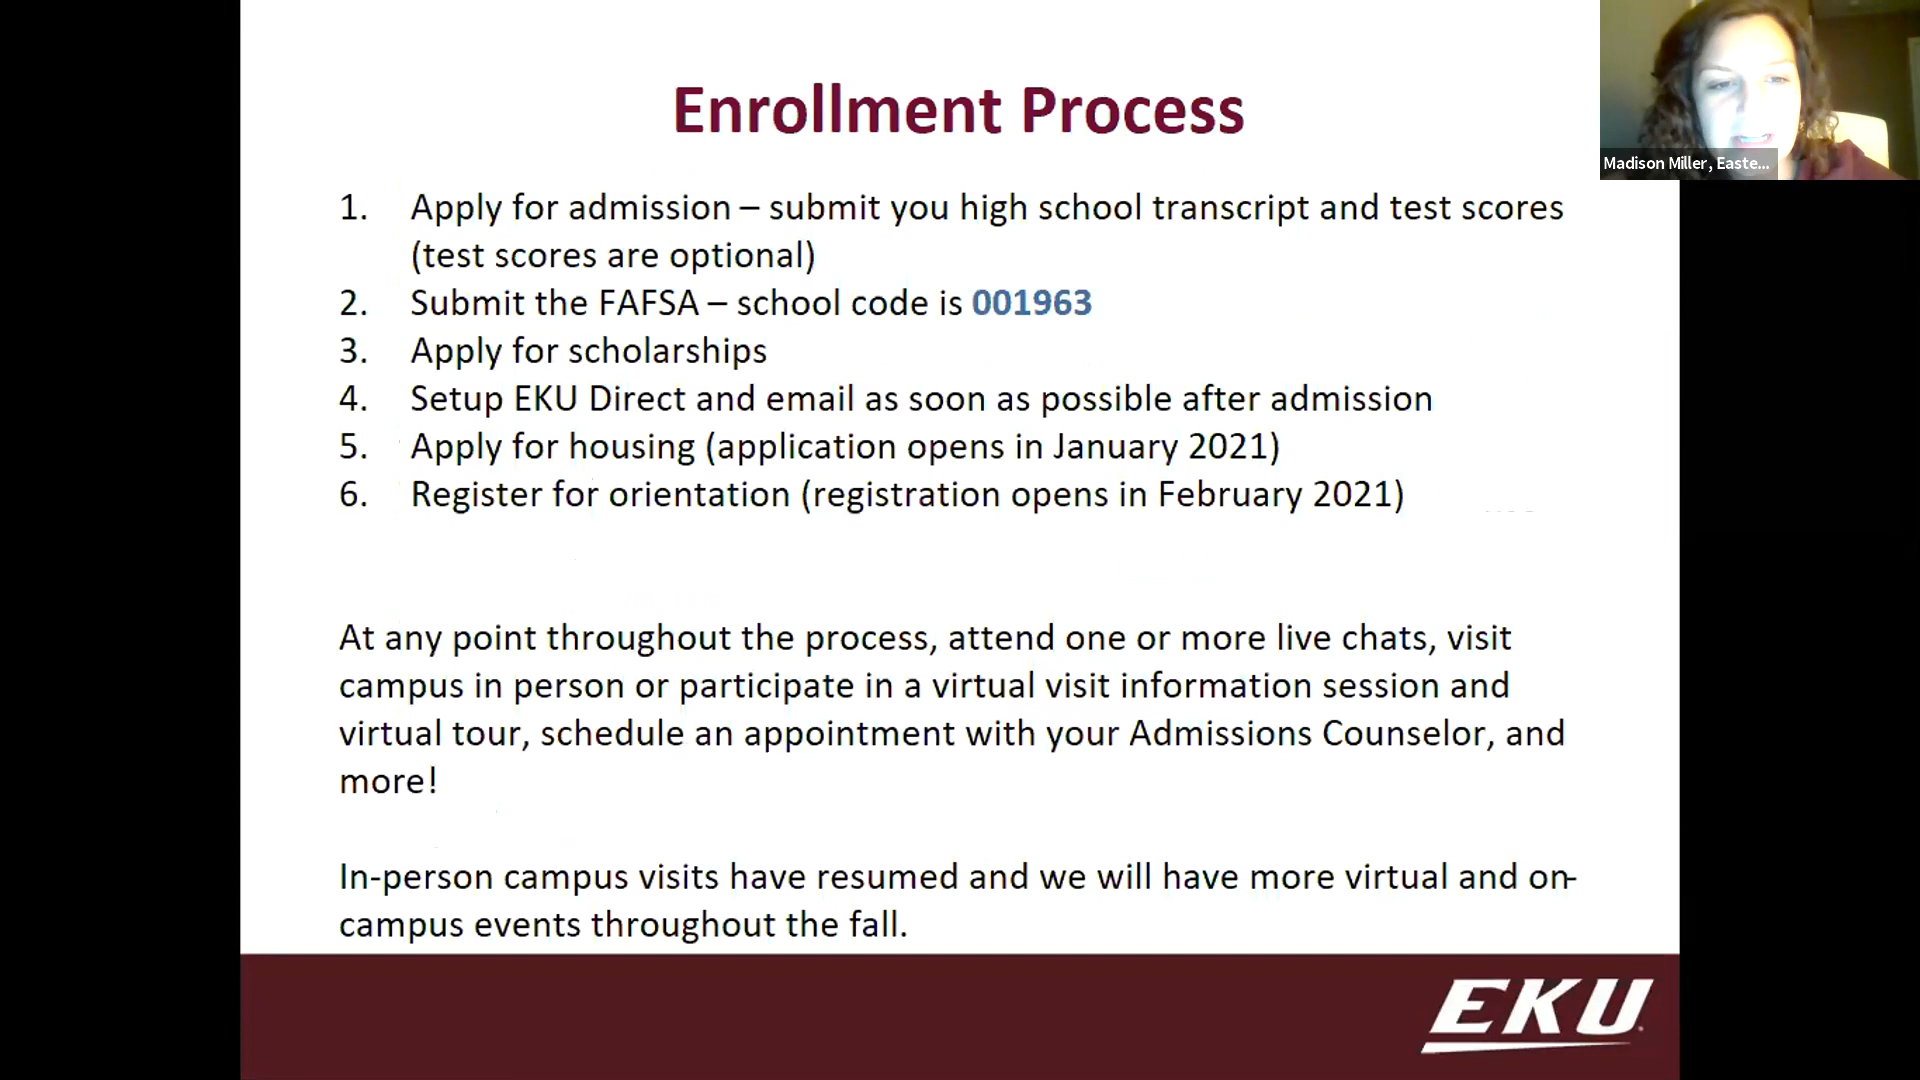 Enrollment Process
Madison Miller, Easte...
1. Apply for admission – submit you high school transcript and test scores
(test scores are optional)
2. Submit the FAFSA – school code is 001963
3. Apply for scholarships
4. Setup EKU Direct and email as soon as possible after admission
5. Apply for housing (application opens in January 2021)
6. Register for orientation (registration opens in February 2021)
At any point throughout the process, attend one or more live chats, visit
campus in person or participate in a virtual visit information session and
virtual tour, schedule an appointment with your Admissions Counselor, and
more!
In-person campus visits have resumed and we will have more virtual and on-
campus events throughout the fall.
EKU